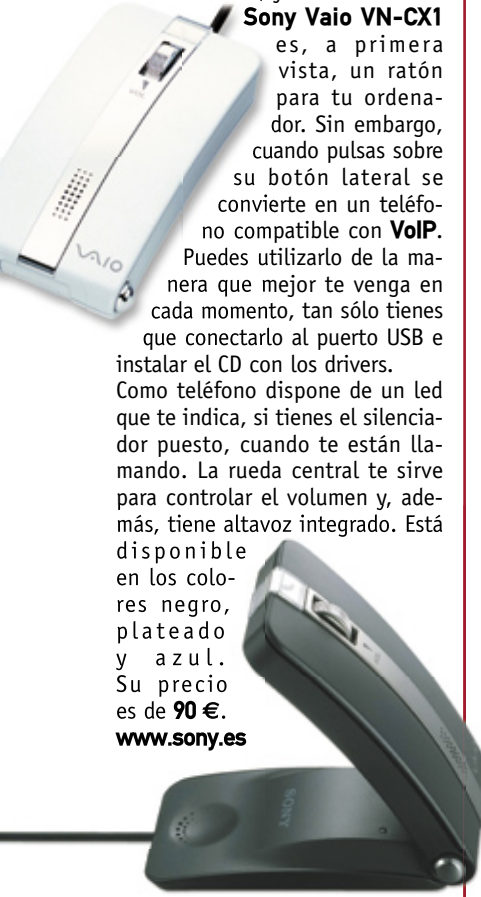 Sony Vaio VN-CX1
es, a primera
vista, un ratón
para tu ordena-
dor. Sin embargo,
cuando pulsas sobre
su botón lateral se
convierte en un teléfo-
no compatible con VoIP.
Puedes utilizarlo de la ma-
nera que mejor te venga en
cada momento, tan sólo tienes
que conectarlo al puerto USB e
instalar el CD con los drivers.
Como teléfono dispone de un led
que te indica, si tienes el silencia-
dor puesto, cuando te están lla-
mando. La rueda central te sirve
para controlar el volumen y, ade-
más, tiene altavoz integrado. Está
disponible
en los colo-
res negro,
plateado
y azul.
Su precio
es de 90 €.
www.sony.es
VAIO
SONY